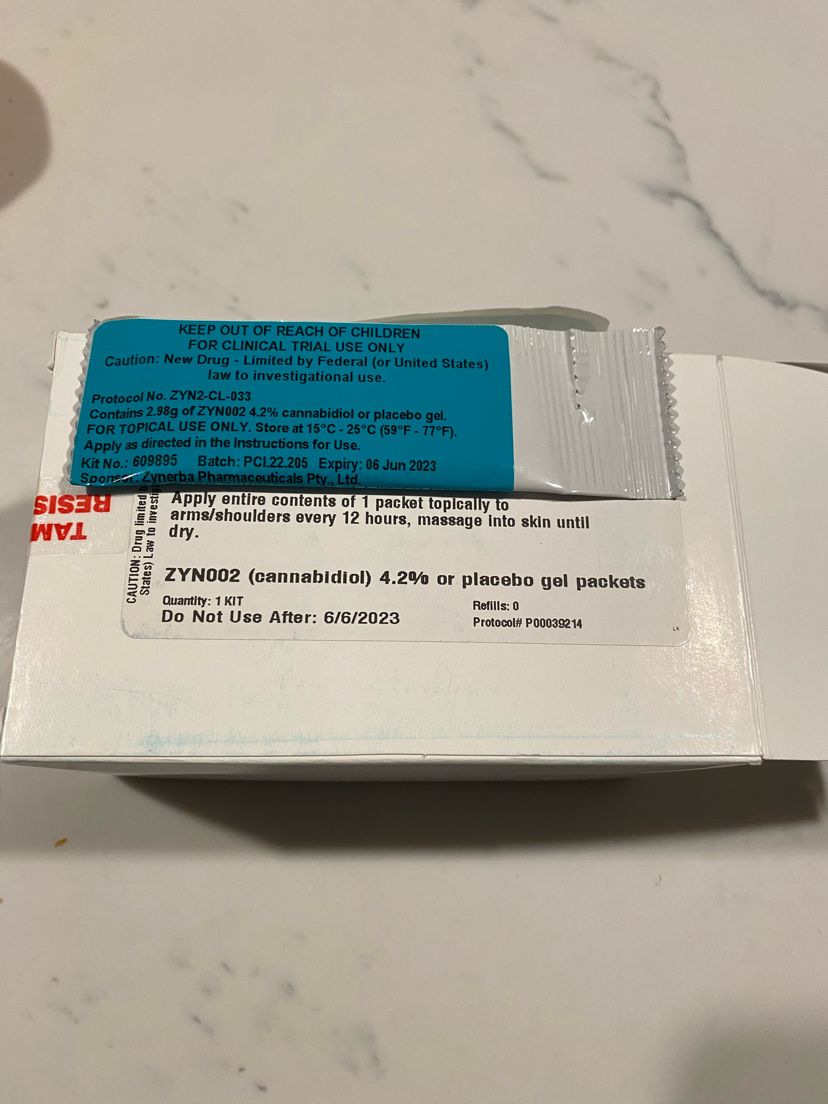 KEEP OUT OF REACH OF CHILDREN
FOR CLINICAL TRIAL USE ONLY
Caution: New Drug - Limited by Federal (or United States)
law to investigational use.
Protocol No. ZYN2-CL-033
Contains 2.98g of ZYN002 4.2% cannabidiol or placebo gel.
FOR TOPICAL USE ONLY. Store at 15°C - 25°C (59°F - 77°F).
Apply as directed in the Instructions for Use.
Kit No.: 609895 Batch: PCI.22.205 Expiry: 06 Jun 2023
Sponsor: Zynerba Pharmaceuticals Pty., Ltd.
TAM
RESIS
CAUTION: Drug limited
States) Law to
Apply entire contents of 1 packet topically to
arms/shoulders every 12 hours, massage into skin until
dry.
ZYN002 (cannabidiol) 4.2% or placebo gel packets
Quantity: 1 KIT
Refills: 0
Do Not Use After: 6/6/2023
Protocol# P00039214